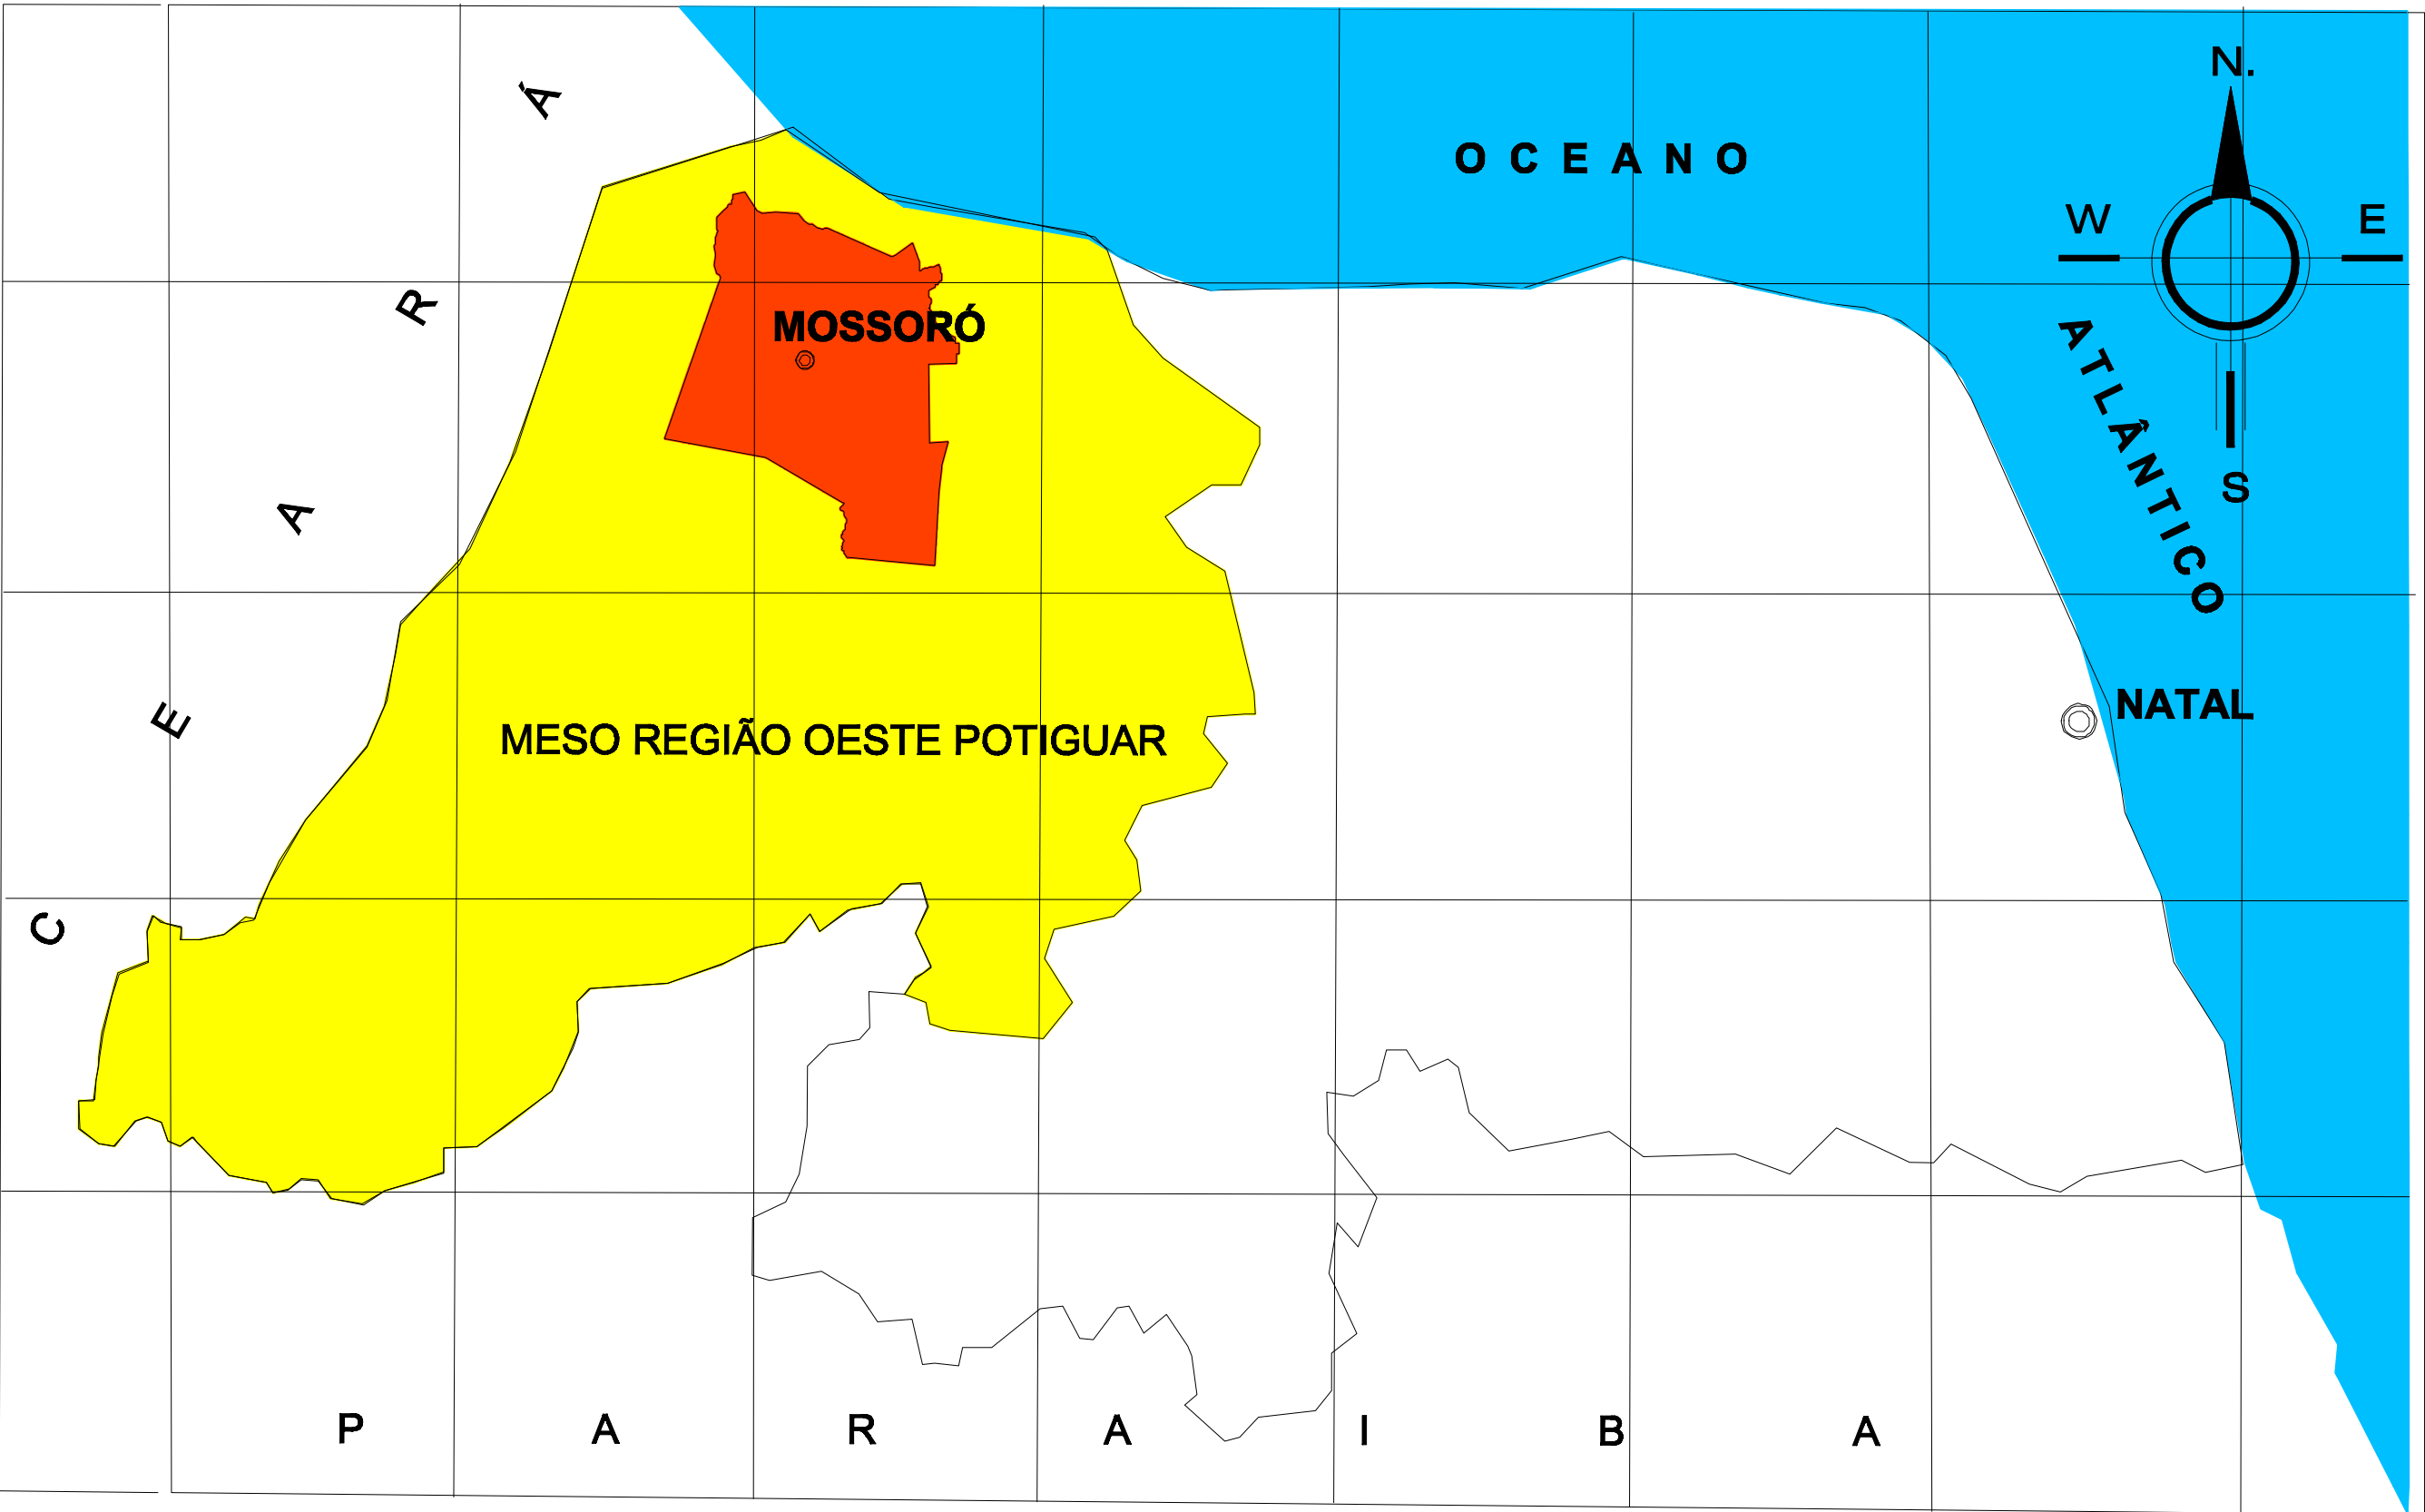 N.
W
E
S
OCEANO
ATLÂNTICO
CEARÁ
MOSSORÓ
NATAL
MESO REGIÃO OESTE POTIGUAR
PARAIBA